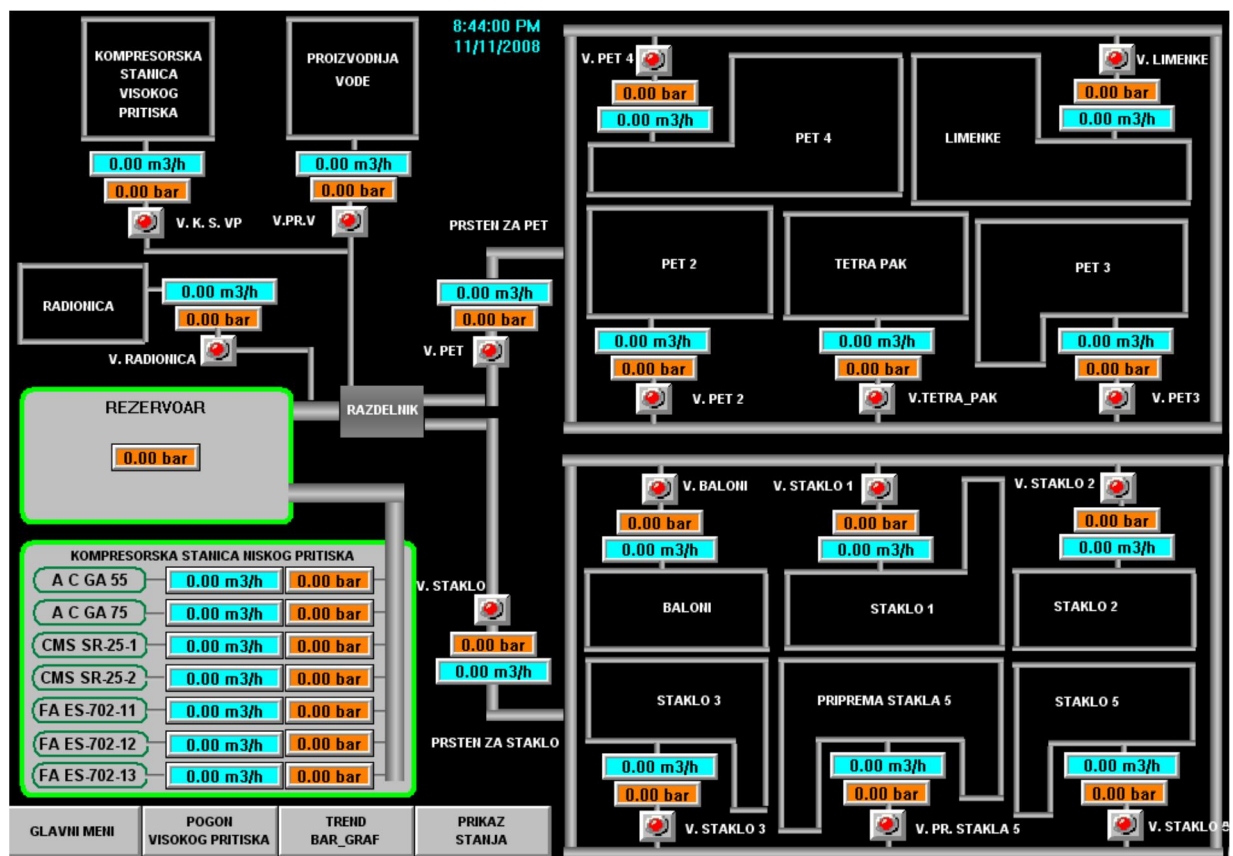 8:44:00 PM
11/11/2008
KOMPRESORSKA
STANICA
VISOKOG
PRITISKA
0.00 m3/h
0.00 bar
V. K. S. VP
PROIZVODNJA
VODE
0.00 m3/h
0.00 bar
V.PR.V
RADIONICA
0.00 m3/h
0.00 bar
V. RADIONICA
REZERVOAR
0.00 bar
RAZDELNIK
PRSTEN ZA PET
0.00 m3/h
0.00 bar
V. PET
KOMPRESORSKA STANICA NISKOG PRITISKA
A C GA 55 0.00 m3/h 0.00 bar
A C GA 75 0.00 m3/h 0.00 bar
CMS SR-25-1 0.00 m3/h 0.00 bar
CMS SR-25-2 0.00 m3/h 0.00 bar
FA ES-702-11 0.00 m3/h 0.00 bar
FA ES-702-12 0.00 m3/h 0.00 bar
FA ES-702-13 0.00 m3/h 0.00 bar
V. STAKLO
0.00 bar
0.00 m3/h
PRSTEN ZA STAKLO
V. PET 4
0.00 bar
0.00 m3/h
PET 4
V. LIMENKE
0.00 bar
0.00 m3/h
LIMENKE
PET 2
0.00 m3/h
0.00 bar
V. PET 2
TETRA PAK
0.00 m3/h
0.00 bar
V.TETRA_PAK
PET 3
0.00 m3/h
0.00 bar
V. PET3
V. BALONI
0.00 bar
0.00 m3/h
BALONI
V. STAKLO 1
0.00 bar
0.00 m3/h
STAKLO 1
V. STAKLO 2
0.00 bar
0.00 m3/h
STAKLO 2
STAKLO 3
0.00 m3/h
0.00 bar
V. STAKLO 3
PRIPREMA STAKLA 5
0.00 m3/h
0.00 bar
V. PR. STAKLA 5
STAKLO 5
0.00 m3/h
0.00 bar
V. STAKLO 5
GLAVNI MENI
POGON
VISOKOG PRITISKA
TREND
BAR_GRAF
PRIKAZ
STANJA